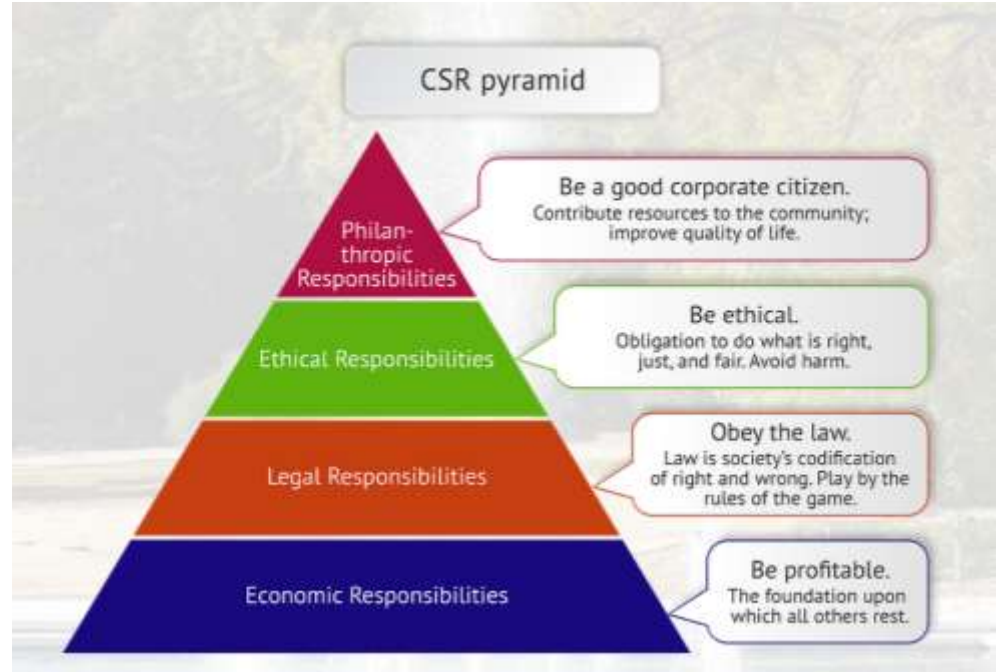 CSR pyramid
Philan-
thropic
Responsibilities
Be a good corporate citizen.
Contribute resources to the community;
improve quality of life.
Ethical Responsibilities
Be ethical.
Obligation to do what is right,
just, and fair. Avoid harm.
Legal Responsibilities
Obey the law.
Law is society's codification
of right and wrong. Play by the
rules of the game.
Economic Responsibilities
Be profitable.
The foundation upon
which all others rest.